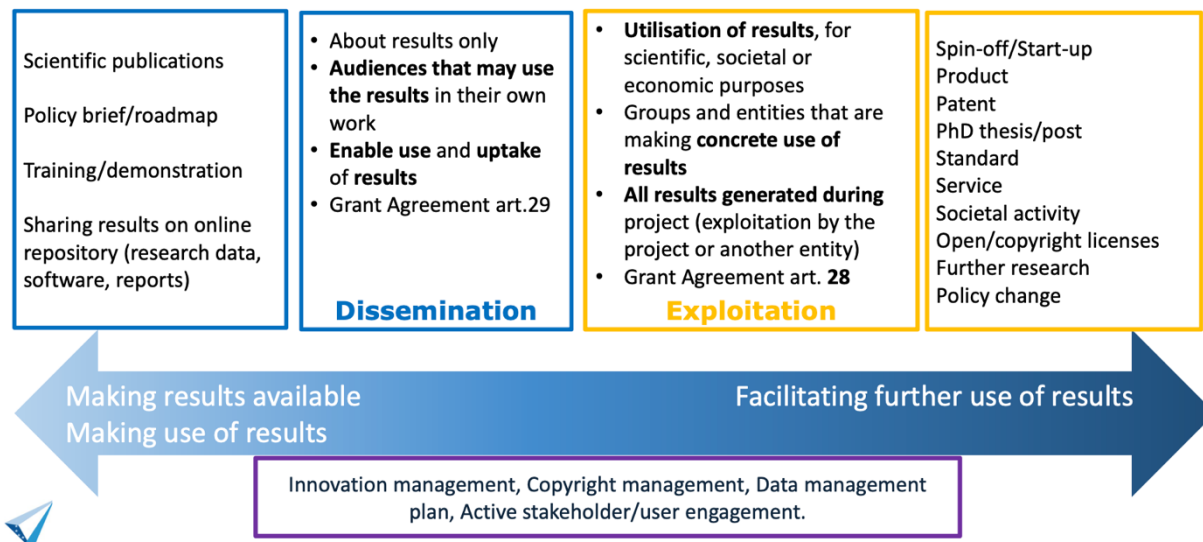 Scientific publications
Policy brief/roadmap
Training/demonstration
Sharing results on online
repository (research data,
software, reports)
• About results only
• Audiences that may use
the results in their own
work
• Enable use and uptake
of results
• Grant Agreement art.29
Dissemination
• Utilisation of results, for
scientific, societal or
economic purposes
• Groups and entities that are
making concrete use of
results
• All results generated during
project (exploitation by the
project or another entity)
• Grant Agreement art. 28
Exploitation
Spin-off/Start-up
Product
Patent
PhD thesis/post
Standard
Service
Societal activity
Open/copyright licenses
Further research
Policy change
Making results available
Making use of results
Facilitating further use of results
Innovation management, Copyright management, Data management
plan, Active stakeholder/user engagement.